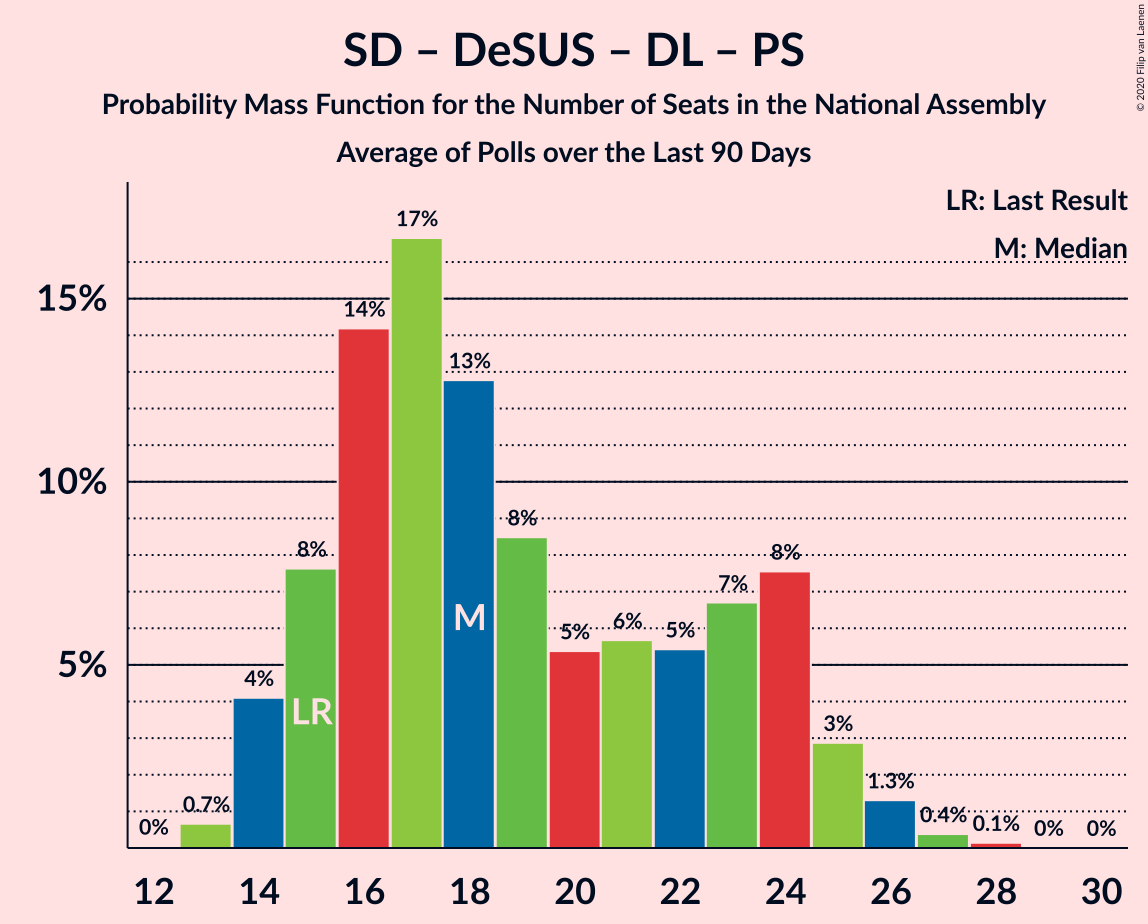 SD – DeSUS – DL – PS
Probability Mass Function for the Number of Seats in the National Assembly
Average of Polls over the Last 90 Days
© 2020 Filip van Laenen
LR: Last Result
M: Median
15%
10%
5%
0%
0.7%
4%
8%
14%
17%
13%
8%
5%
6%
5%
7%
8%
3%
1.3%
0.4%
0.1%
0%
0%
LR
M
12 14 16 18 20 22 24 26 28 30